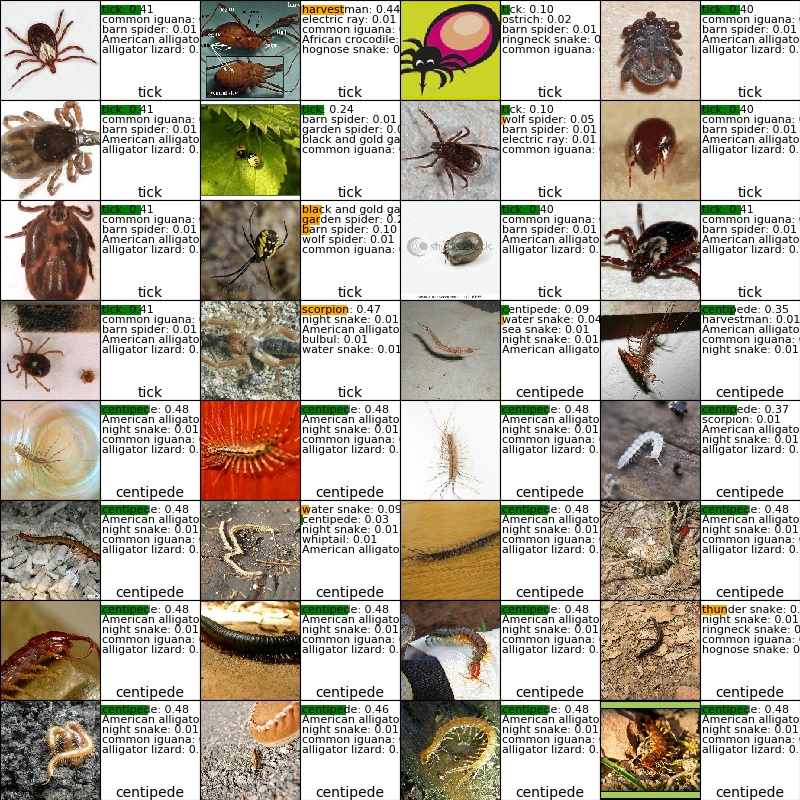 tick: 0.41
common iguana:
barn spider: 0.01
American alligato
alligator lizard: 0.
tick
harvestman: 0.44
electric ray: 0.01
common iguana:
African crocodile:
hognose snake: 0
tick
tick: 0.10
ostrich: 0.02
barn spider: 0.01
ringneck snake: 0
common iguana:
tick
tick: 0.40
common iguana:
barn spider: 0.01
American alligato
alligator lizard: 0.
tick
tick: 0.41
common iguana:
barn spider: 0.01
American alligato
alligator lizard: 0.
tick
tick: 0.24
barn spider: 0.01
garden spider: 0.0
black and gold ga
common iguana:
tick
tick: 0.10
wolf spider: 0.05
barn spider: 0.01
electric ray: 0.01
common iguana:
tick
tick: 0.40
common iguana:
barn spider: 0.01
American alligato
alligator lizard: 0.
tick
tick: 0.41
common iguana:
barn spider: 0.01
American alligato
alligator lizard: 0.
tick
black and gold ga
garden spider: 0.2
barn spider: 0.10
wolf spider: 0.01
common iguana:
tick
tick: 0.40
common iguana:
barn spider: 0.01
American alligato
alligator lizard: 0.
tick
tick: 0.41
common iguana:
barn spider: 0.01
American alligato
alligator lizard: 0.
tick
tick: 0.41
common iguana:
barn spider: 0.01
American alligato
alligator lizard: 0.
tick
scorpion: 0.47
night snake: 0.01
American alligato
bulbul: 0.01
water snake: 0.01
tick
centipede: 0.09
water snake: 0.04
sea snake: 0.01
night snake: 0.01
American alligato
centipede
centipede: 0.35
harvestman: 0.01
American alligato
common iguana:
night snake: 0.01
centipede
centipede: 0.48
American alligato
night snake: 0.01
common iguana:
alligator lizard: 0.
centipede
centipede: 0.48
American alligato
night snake: 0.01
common iguana:
alligator lizard: 0.
centipede
centipede: 0.48
American alligato
night snake: 0.01
common iguana:
alligator lizard: 0.
centipede
centipede: 0.37
scorpion: 0.01
American alligato
night snake: 0.01
common iguana:
centipede
centipede: 0.48
American alligato
night snake: 0.01
common iguana:
alligator lizard: 0.
centipede
water snake: 0.09
centipede: 0.03
night snake: 0.01
whiptail: 0.01
American alligato
centipede
centipede: 0.48
American alligato
night snake: 0.01
common iguana:
alligator lizard: 0.
centipede
centipede: 0.48
American alligato
night snake: 0.01
common iguana:
alligator lizard: 0.
centipede
centipede: 0.48
American alligato
night snake: 0.01
common iguana:
alligator lizard: 0.
centipede
centipede: 0.48
American alligato
night snake: 0.01
common iguana:
alligator lizard: 0.
centipede
centipede: 0.48
American alligato
night snake: 0.01
common iguana:
alligator lizard: 0.
centipede
thunder snake: 0.
night snake: 0.01
ringneck snake: 0
common iguana:
hognose snake: 0.
centipede
centipede: 0.48
American alligato
night snake: 0.01
common iguana:
alligator lizard: 0.
centipede
centipede: 0.46
American alligato
night snake: 0.01
common iguana:
alligator lizard: 0.
centipede
centipede: 0.48
American alligato
night snake: 0.01
common iguana:
alligator lizard: 0.
centipede
centipede: 0.48
American alligato
night snake: 0.01
common iguana:
alligator lizard: 0.
centipede